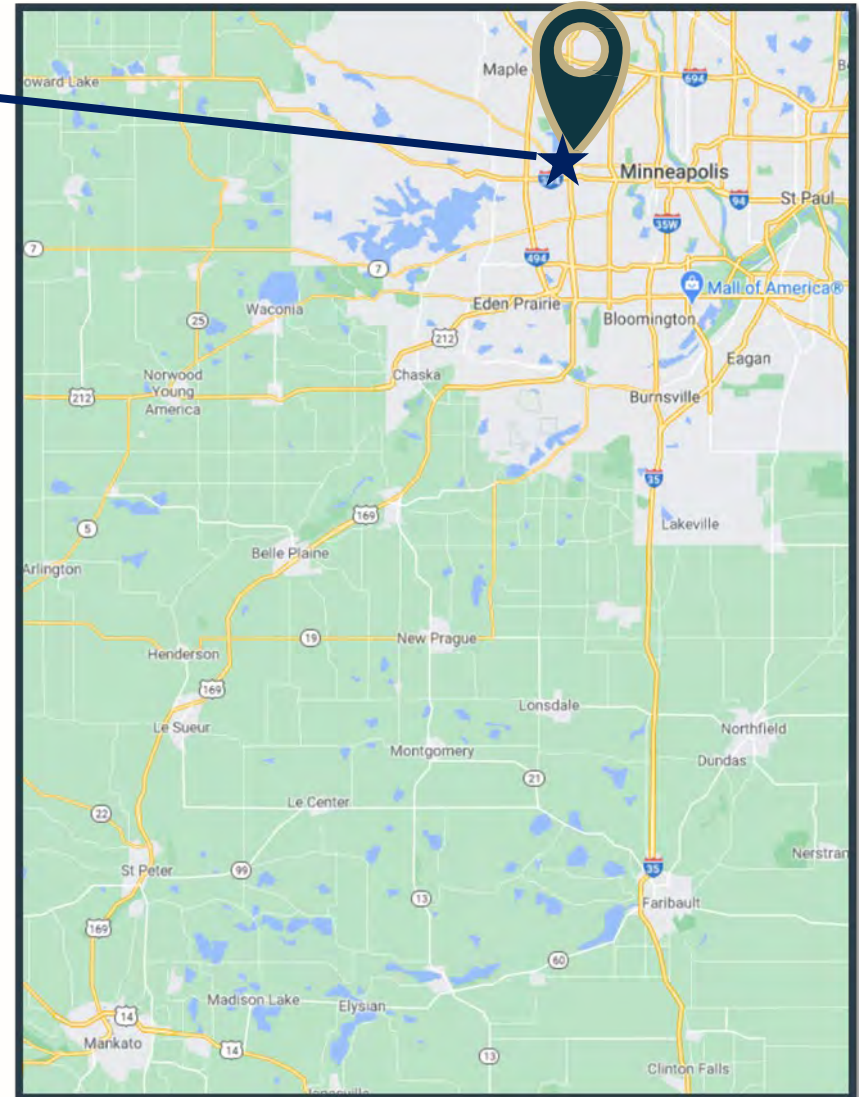 Maple
694
B
oward Lake
Minneapolis
94
St Paul
35W
7
7
494
Mall of America®
Eden Prairie
Waconia
25
Bloomington
212
Eagan
Norwood
Young
America
Chaska
212
Burnsville
35
169
5
Lakeville
Belle Plaine
Arlington
19
New Prague
Henderson
169
Lonsdale
Le Sueur
Northfield
Montgomery
Dundas
21
Le Center
22
Nerstran
St Peter
99
35
13
Faribault
169
60
Madison Lake
Elysian
14
Mankato
14
13
Clinton Falls